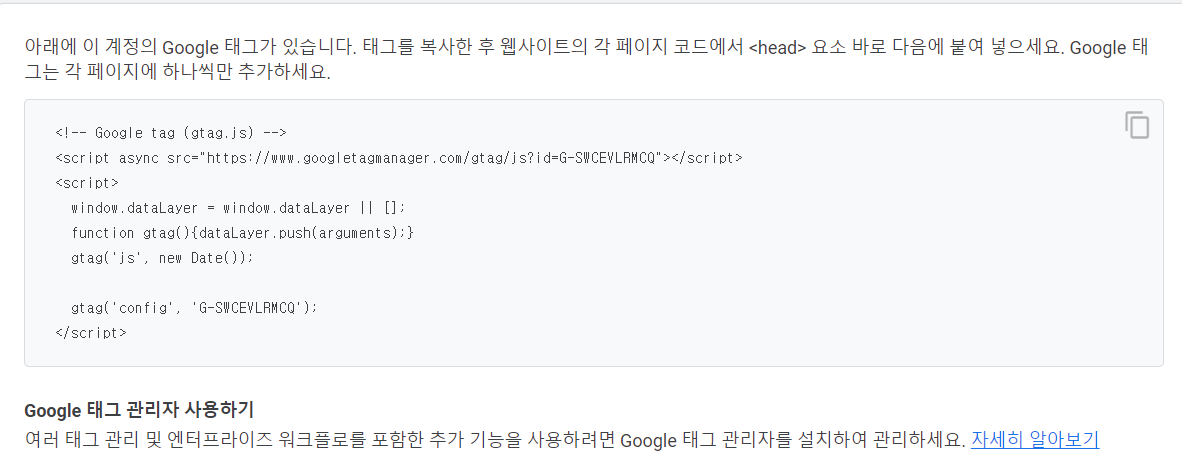 아래에 이 계정의 Google 태그가 있습니다. 태그를 복사한 후 웹사이트의 각 페이지 코드에서 <head> 요소 바로 다음에 붙여 넣으세요. Google 태
그는 각 페이지에 하나씩만 추가하세요.
<!-- Google tag (gtag.js) -->
<script async src="https://www.googletagmanager.com/gtag/js?id=G-SWCEVLRMCQ"></script>
<script>
  window.dataLayer = window.dataLayer || [];
  function gtag(){dataLayer.push(arguments);}
  gtag('js', new Date());
  gtag('config', 'G-SWCEVLRMCQ');
</script>
Google 태그 관리자 사용하기
여러 태그 관리 및 엔터프라이즈 워크플로를 포함한 추가 기능을 사용하려면 Google 태그 관리자를 설치하여 관리하세요. 자세히 알아보기